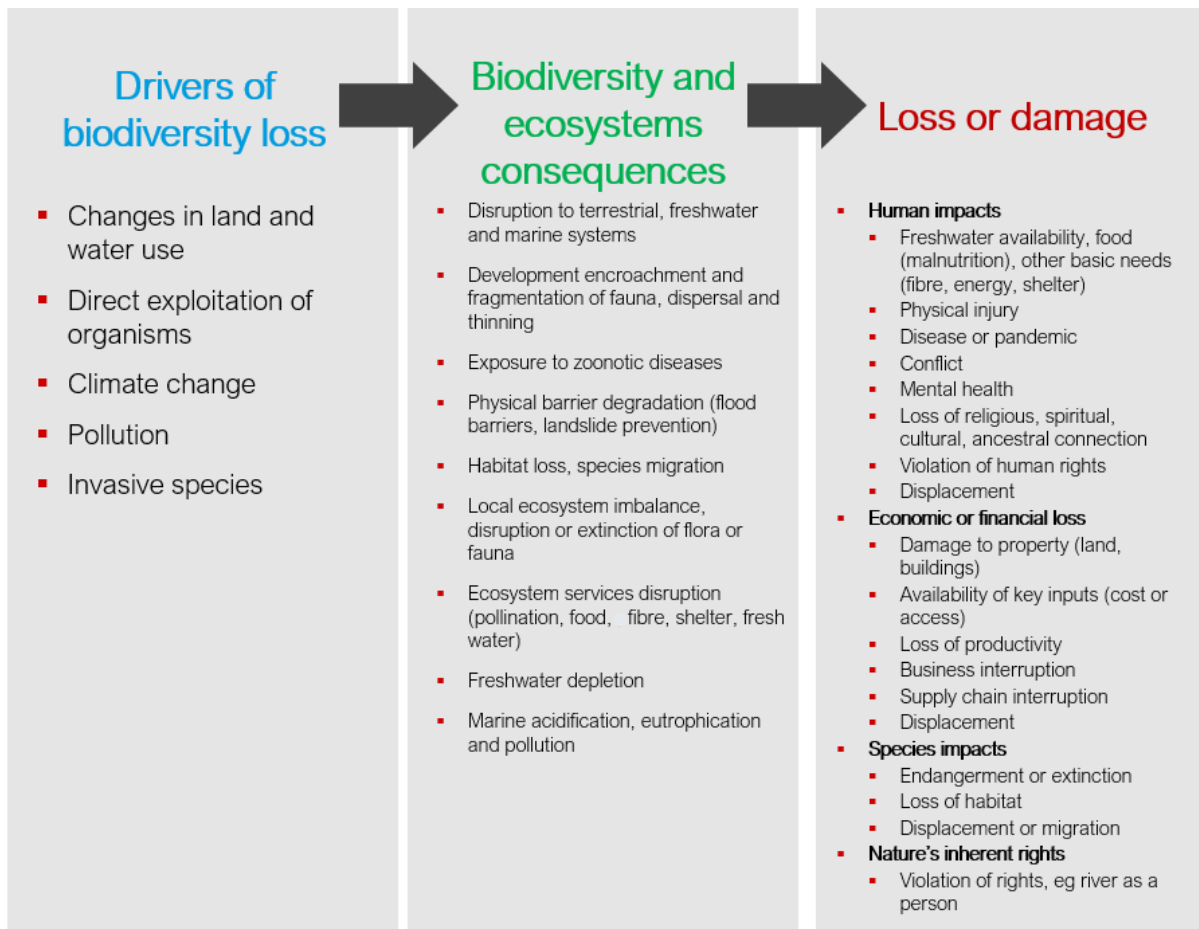 Drivers of
biodiversity loss
Changes in land and
water use
Direct exploitation of
organisms
Climate change
Pollution
Invasive species
Biodiversity and
ecosystems
consequences
Disruption to terrestrial, freshwater
and marine systems
Development encroachment and
fragmentation of fauna, dispersal and
thinning
Exposure to zoonotic diseases
Physical barrier degradation (flood
barriers, landslide prevention)
Habitat loss, species migration
Local ecosystem imbalance,
disruption or extinction of flora or
fauna
Ecosystem services disruption
(pollination, food, fibre, shelter, fresh
water)
Freshwater depletion
Marine acidification, eutrophication
and pollution
Loss or damage
Human impacts
Freshwater availability, food
(malnutrition), other basic needs
(fibre, energy, shelter)
Physical injury
Disease or pandemic
Conflict
Mental health
Loss of religious, spiritual,
cultural, ancestral connection
Violation of human rights
Displacement
Economic or financial loss
Damage to property (land,
buildings)
Availability of key inputs (cost or
access)
Loss of productivity
Business interruption
Supply chain interruption
Displacement
Species impacts
Endangerment or extinction
Loss of habitat
Displacement or migration
Nature's inherent rights
Violation of rights, eg river as a
person